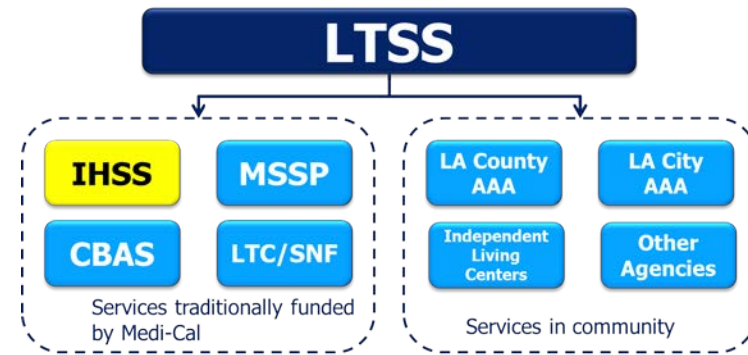 LTSS
IHSS
MSSP
CBAS
LTC/SNF
Services traditionally funded
by Medi-Cal
LA County
AAA
LA City
AAA
Independent
Living
Centers
Other
Agencies
Services in community